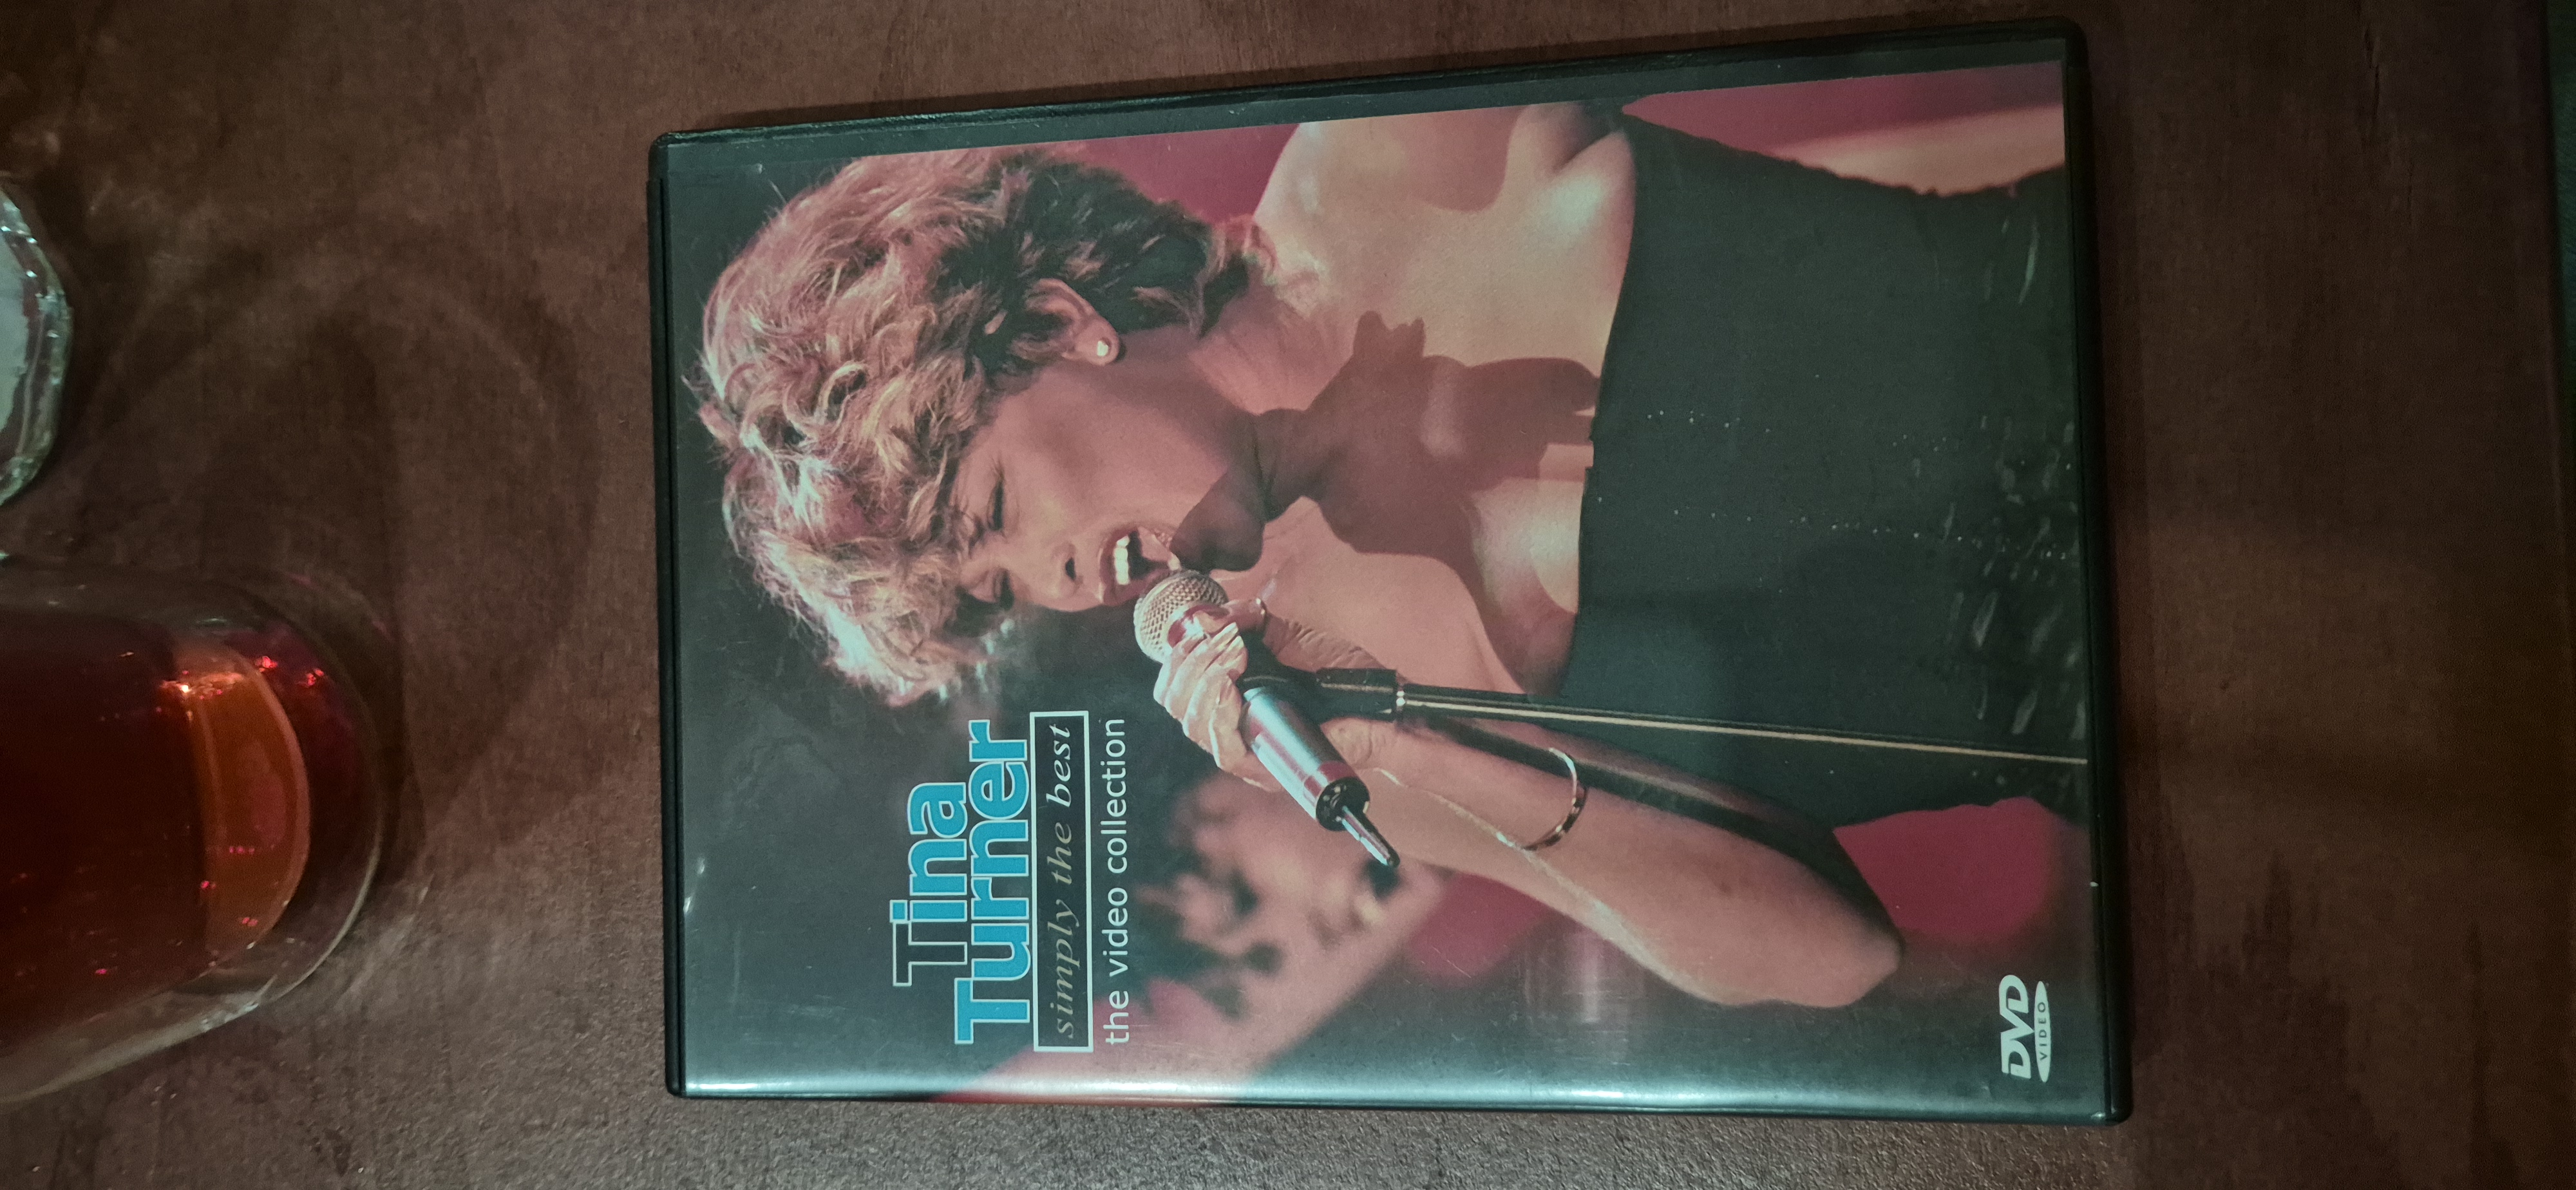 Tina
Turner
simply the best
the video collection
DVD
VIDEO